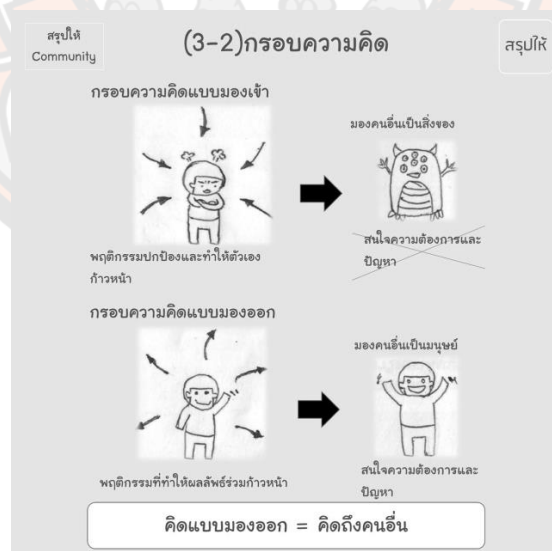 สรุปให้
Community
(3-2)กรอบความคิด
สรุปให้
กรอบความคิดแบบมองเข้า
มองคนอื่นเป็นสิ่งของ
พฤติกรรมปกป้องและทำให้ตัวเอง
ก้าวหน้า
สนใจความต้องการและ
ปัญหา
กรอบความคิดแบบมองออก
มองคนอื่นเป็นมนุษย์
พฤติกรรมที่ทำให้ผลลัพธ์ร่วมก้าวหน้า
สนใจความต้องการและ
ปัญหา
คิดแบบมองออก = คิดถึงคนอื่น